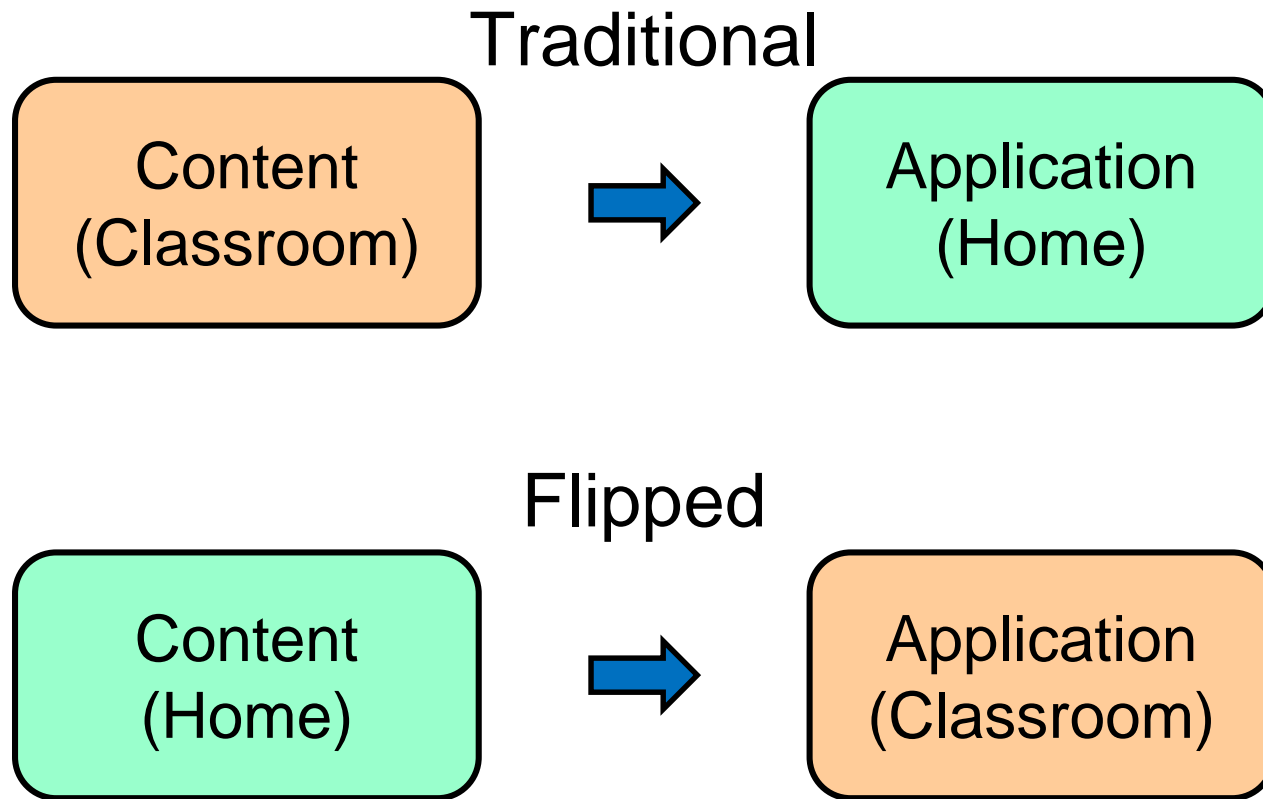 Traditional
Content
(Classroom)
Application
(Home)
Flipped
Content
(Home)
Application
(Classroom)